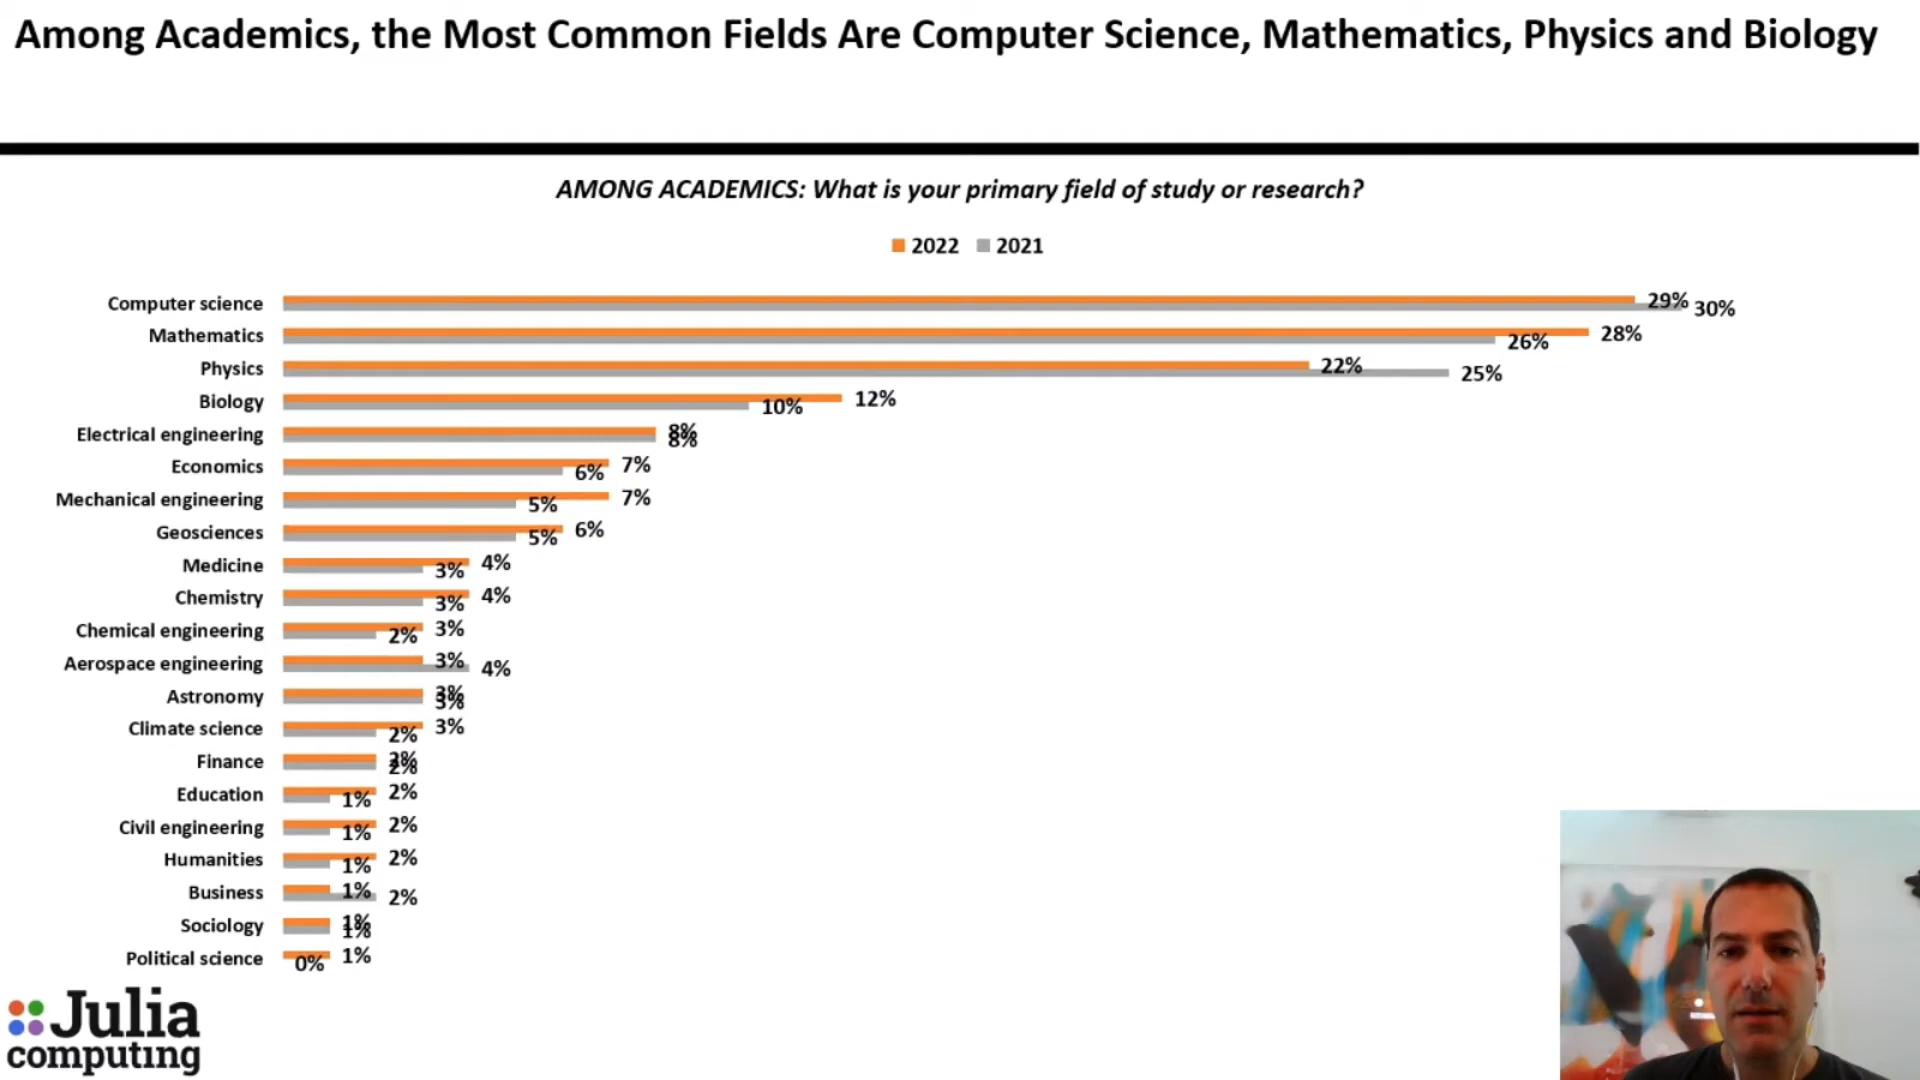 Among Academics, the Most Common Fields Are Computer Science, Mathematics, Physics and Biology
AMONG ACADEMICS: What is your primary field of study or research?
2022 2021
Computer science 29% 30%
Mathematics 28% 26%
Physics 22% 25%
Biology 12% 10%
Electrical engineering 8% 8%
Economics 7% 6%
Mechanical engineering 7% 5%
Geosciences 6% 5%
Medicine 4% 3%
Chemistry 4% 3%
Chemical engineering 3% 2%
Aerospace engineering 3% 4%
Astronomy 3% 3%
Climate science 3% 2%
Finance 2% 2%
Education 2% 1%
Civil engineering 2% 1%
Humanities 2% 1%
Business 1% 2%
Sociology 1% 1%
Political science 1% 0%
Julia
computing